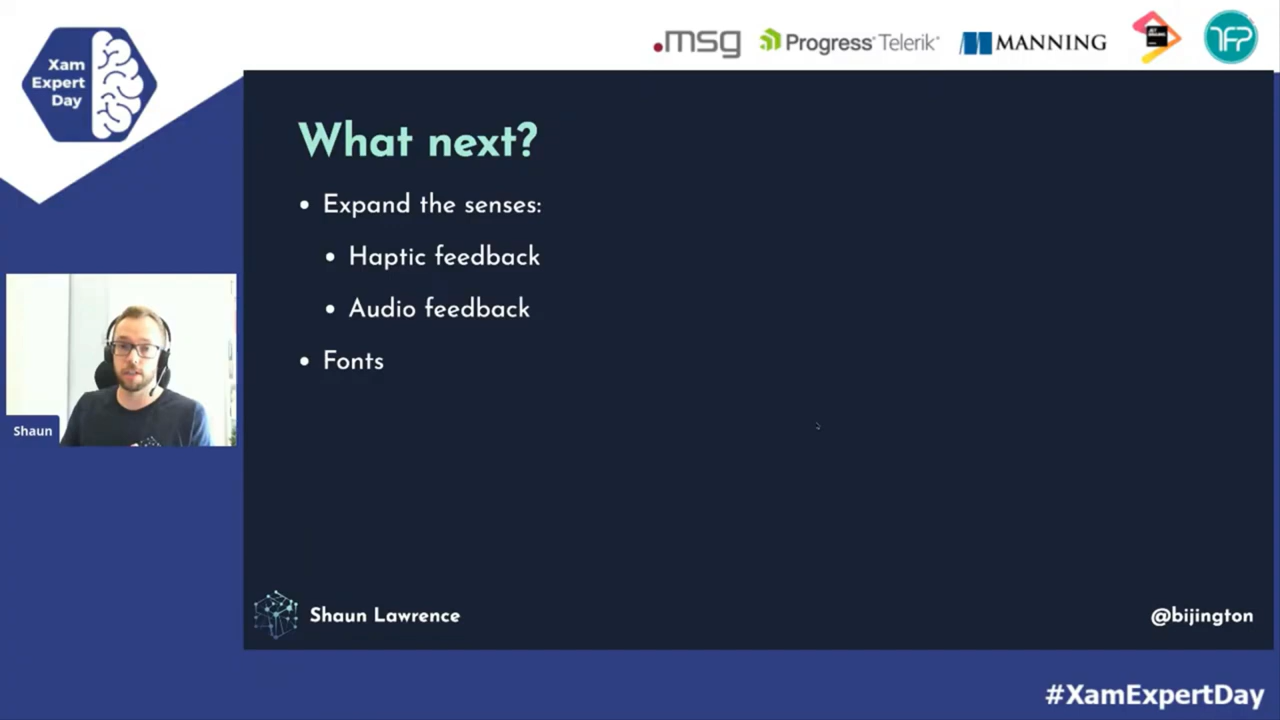 Xam
Expert
Day
.msg
Progress® Telerik®
MANNING
What next?
• Expand the senses:
• Haptic feedback
• Audio feedback
• Fonts
Shaun
Shaun Lawrence
@bijington
#XamExpertDay